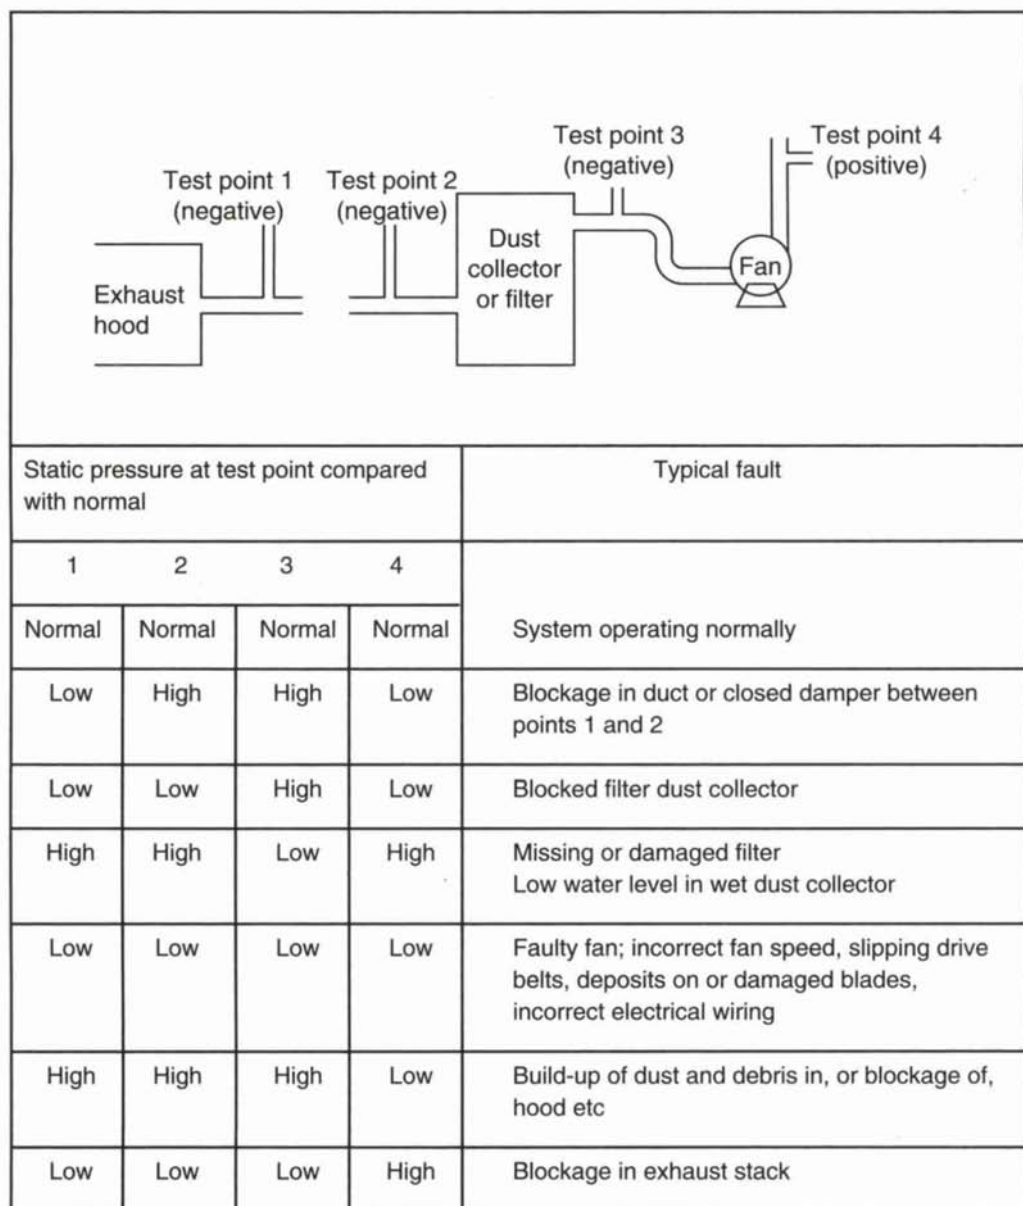 Test point 3
(negative)
Test point 4
(positive)
Test point 1
(negative)
Test point 2
(negative)
Dust
collector
or filter
Fan
Exhaust
hood
Static pressure at test point compared
with normal
Typical fault
1 2 3 4
Normal Normal Normal Normal System operating normally
Low High High Low Blockage in duct or closed damper between
points 1 and 2
Low Low High Low Blocked filter dust collector
High High Low High Missing or damaged filter
Low water level in wet dust collector
Low Low Low Low Faulty fan; incorrect fan speed, slipping drive
belts, deposits on or damaged blades,
incorrect electrical wiring
High High High Low Build-up of dust and debris in, or blockage of,
hood etc
Low Low Low High Blockage in exhaust stack